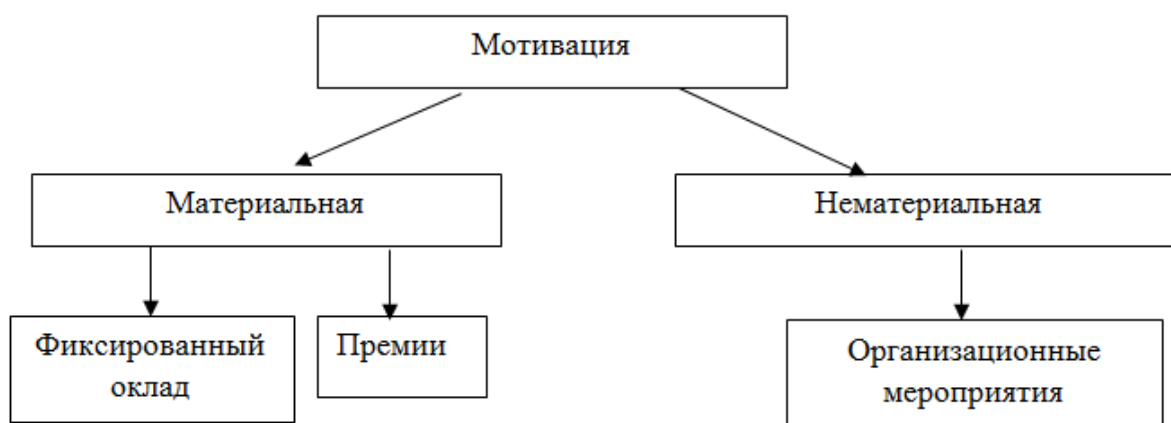 Мотивация
Материальная
Нематериальная
Фиксированный
оклад
Премии
Организационные
мероприятия